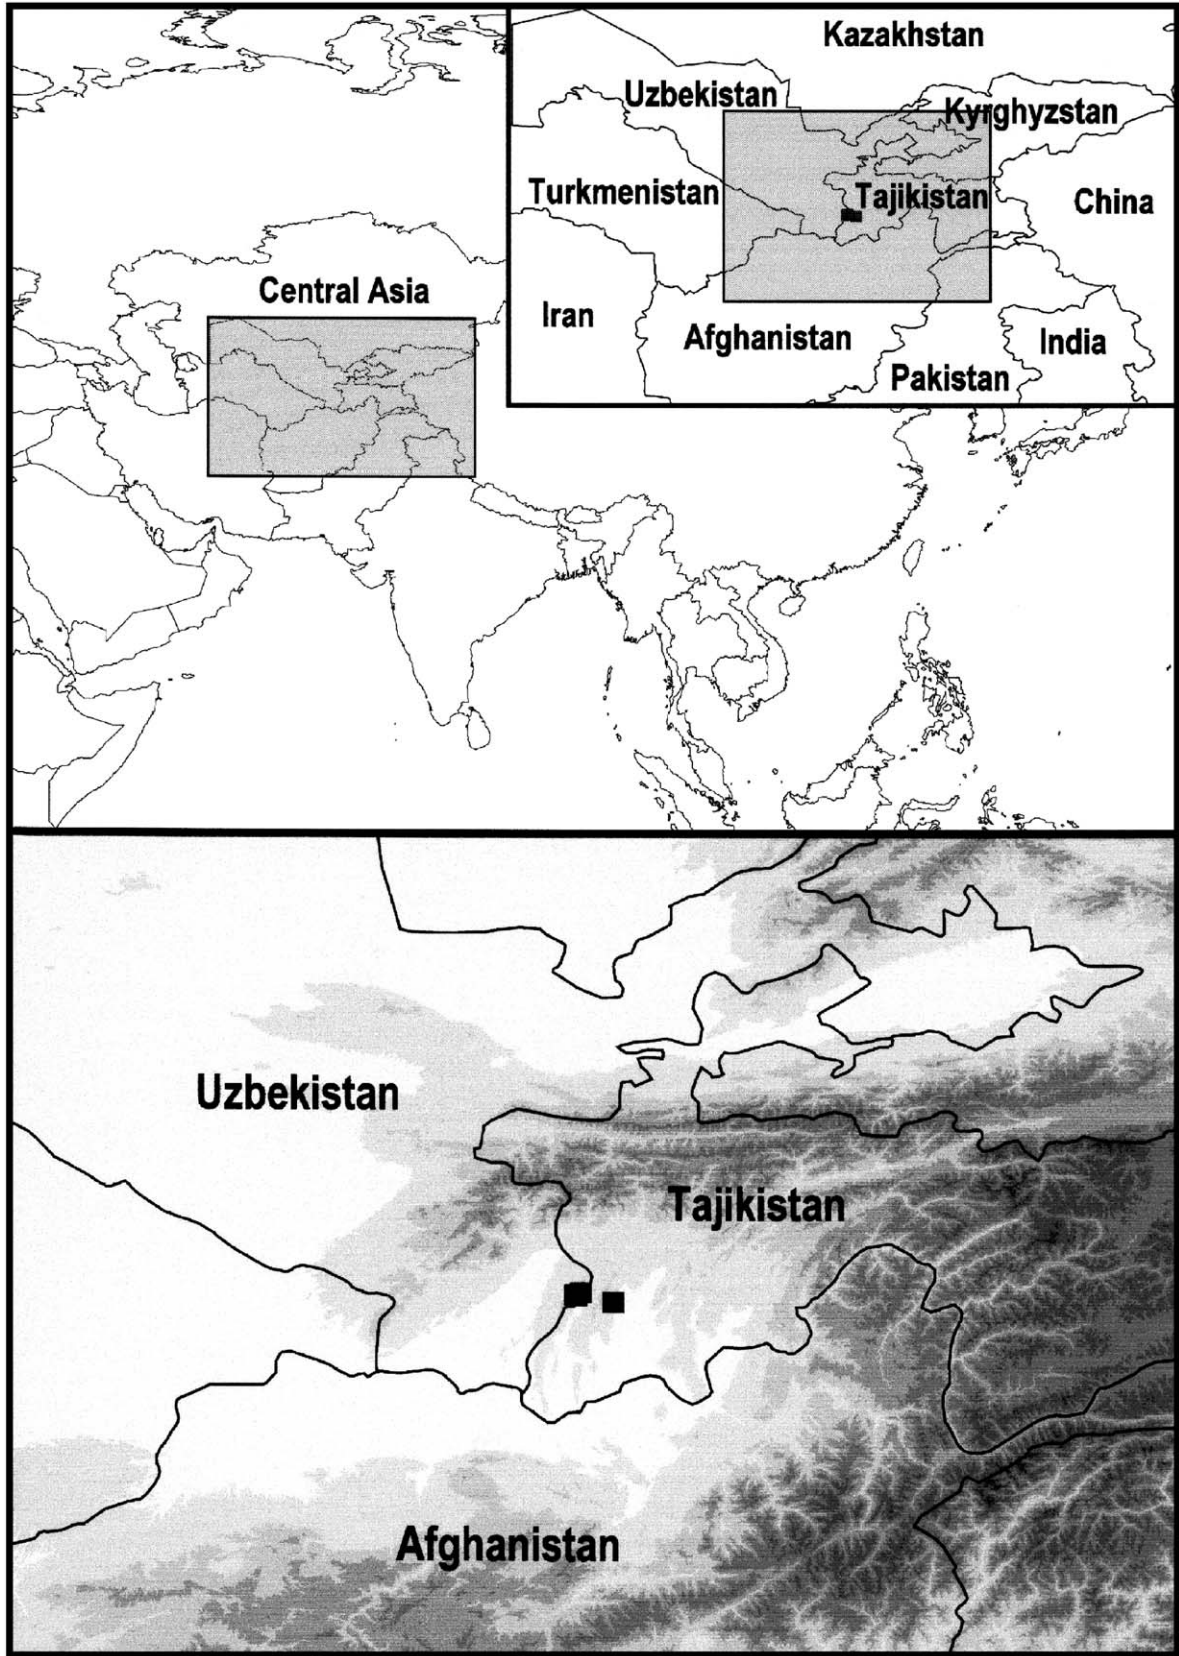 Kazakhstan
Uzbekistan
Kyrghyzstan
Turkmenistan
Tajikistan
China
Central Asia
Iran
Afghanistan
India
Pakistan
Uzbekistan
Tajikistan
Afghanistan